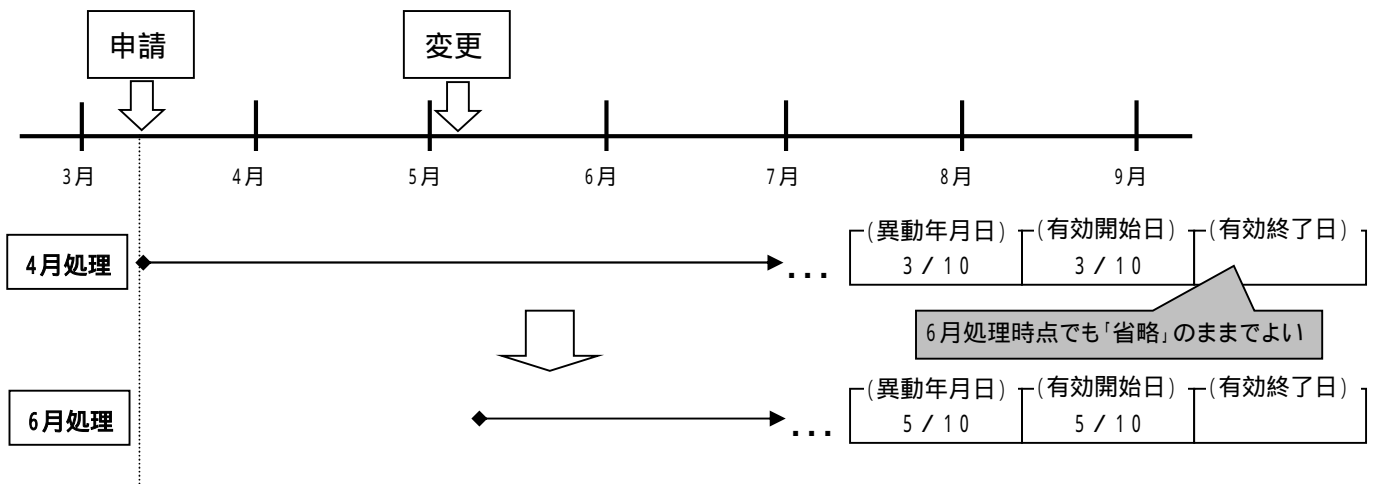 申請
変更
3月
4月
5月
6月
7月
8月
9月
4月処理
...
(異動年月日)
(有効開始日)
(有効終了日)
3/10
3/10
6月処理時点でも｢省略｣のままでよい
6月処理
...
(異動年月日)
(有効開始日)
(有効終了日)
5/10
5/10